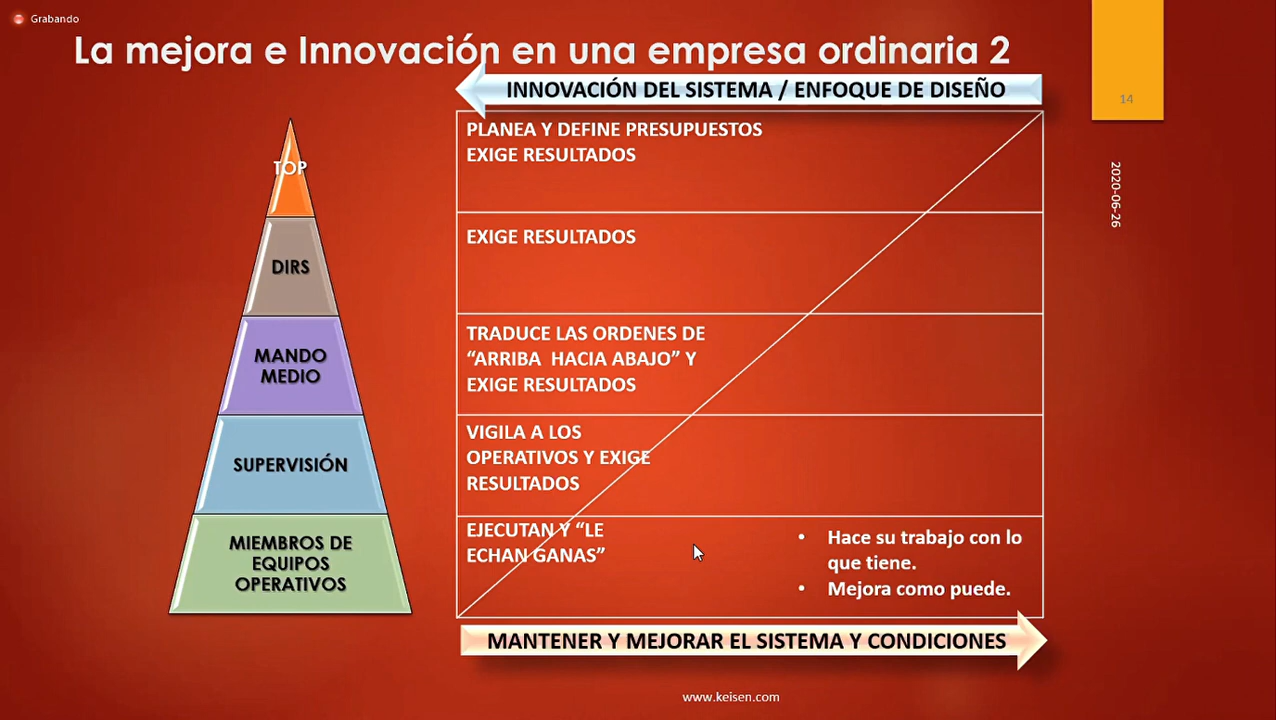 Grabando
La mejora e Innovación en una empresa ordinaria 2
INNOVACIÓN DEL SISTEMA / ENFOQUE DE DISEÑO
14
2020-06-26
TOP
PLANEA Y DEFINE PRESUPUESTOS
EXIGE RESULTADOS
DIRS
EXIGE RESULTADOS
MANDO
MEDIO
TRADUCE LAS ORDENES DE
“ARRIBA HACIA ABAJO” Y
EXIGE RESULTADOS
SUPERVISIÓN
VIGILA A LOS
OPERATIVOS Y EXIGE
RESULTADOS
MIEMBROS DE
EQUIPOS
OPERATIVOS
EJECUTAN Y “LE
ECHAN GANAS”
• Hace su trabajo con lo
que tiene.
• Mejora como puede.
MANTENER Y MEJORAR EL SISTEMA Y CONDICIONES
www.keisen.com